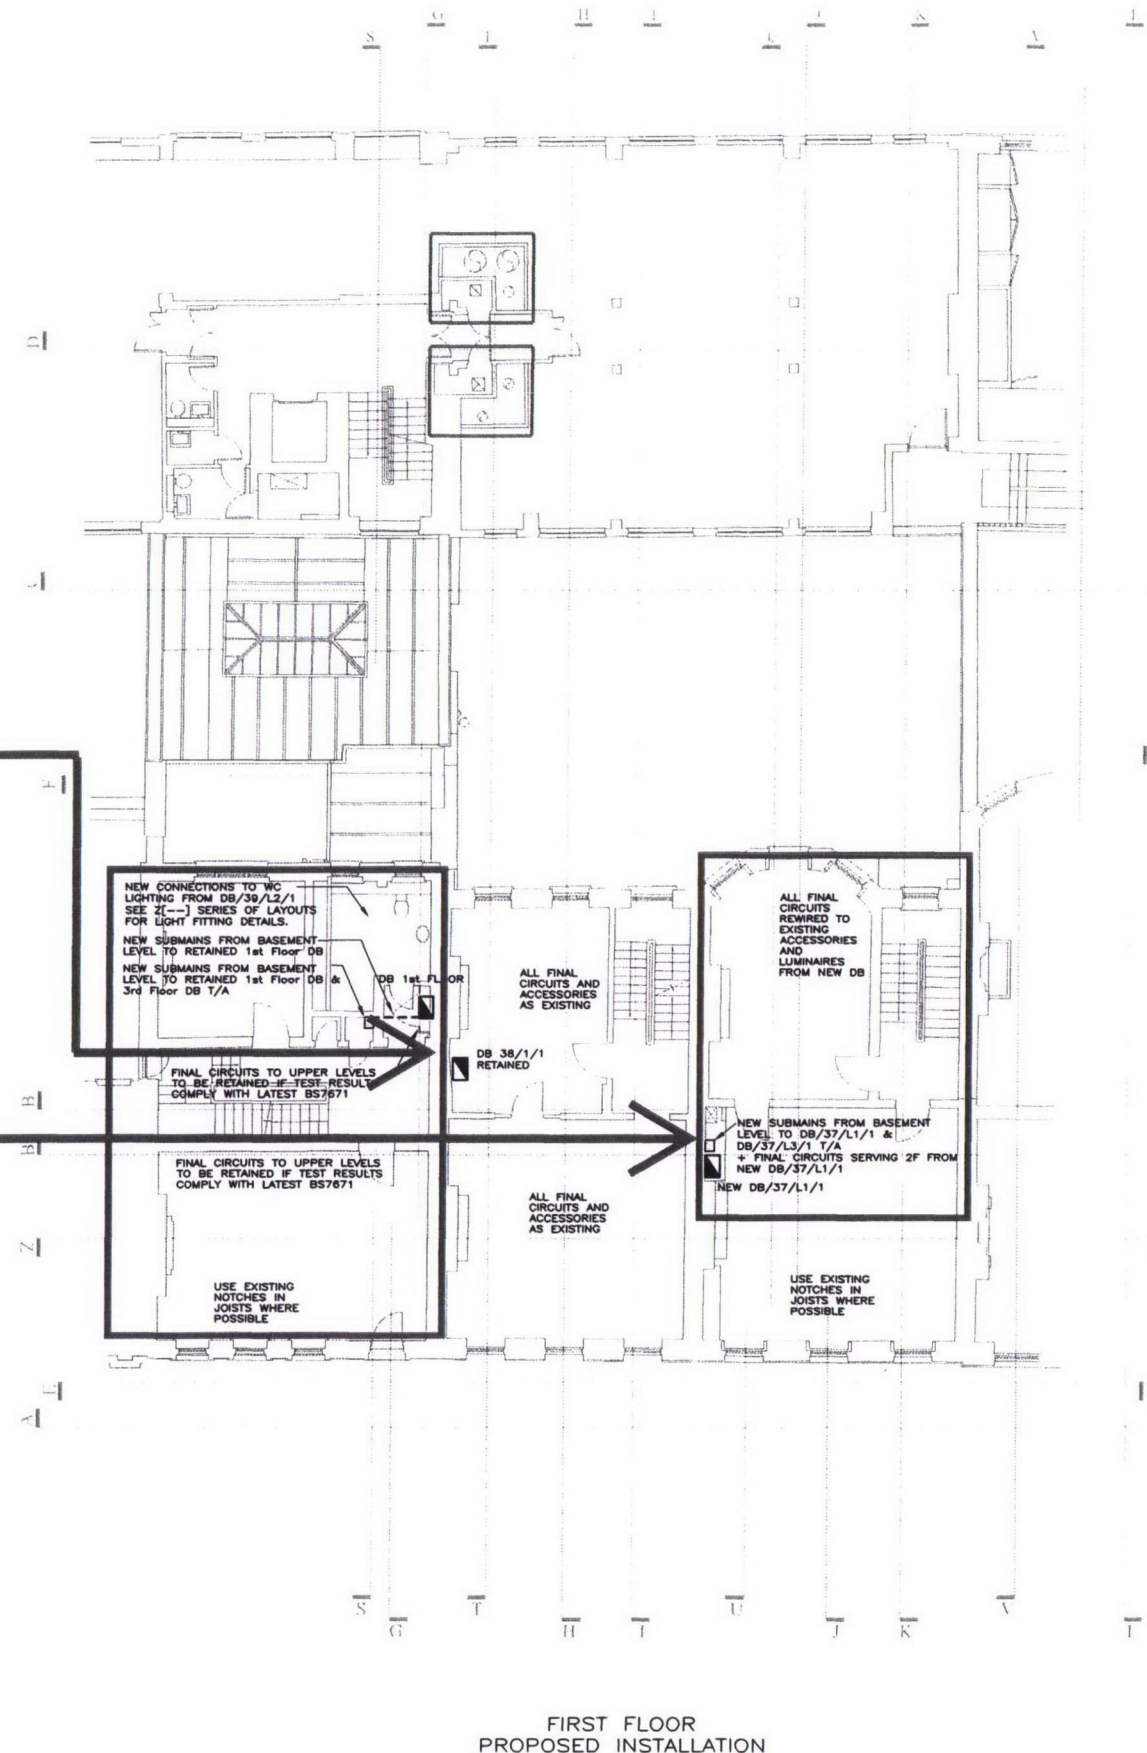 S
G
T
H
I
K
V
I
D
C
F
NEW CONNECTIONS TO WC
LIGHTING FROM DB/39/L2/1
SEE Z[--] SERIES OF LAYOUTS
FOR LIGHT FITTING DETAILS.
NEW SUBMAINS FROM BASEMENT
LEVEL TO RETAINED 1st Floor DB
NEW SUBMAINS FROM BASEMENT
LEVEL TO RETAINED 1st Floor DB &
3rd Floor DB T/A
DB 1st FLOOR
FINAL CIRCUITS TO UPPER LEVELS
TO BE RETAINED IF TEST RESULTS
COMPLY WITH LATEST BS7671
FINAL CIRCUITS TO UPPER LEVELS
TO BE RETAINED IF TEST RESULTS
COMPLY WITH LATEST BS7671
USE EXISTING
NOTCHES IN
JOISTS WHERE
POSSIBLE
ALL FINAL
CIRCUITS AND
ACCESSORIES
AS EXISTING
DB 38/1/1
RETAINED
ALL FINAL
CIRCUITS AND
ACCESSORIES
AS EXISTING
ALL FINAL
CIRCUITS
REWIRED TO
EXISTING
ACCESSORIES
AND
LUMINAIRES
FROM NEW DB
NEW SUBMAINS FROM BASEMENT
LEVEL TO DB/37/L1/1 &
DB/37/L3/1 T/A
+ FINAL CIRCUITS SERVING 2F FROM
NEW DB/37/L1/1
NEW DB/37/L1/1
USE EXISTING
NOTCHES IN
JOISTS WHERE
POSSIBLE
B
B
Z
E
A
S
G
T
H
I
U
J
K
V
I
FIRST FLOOR
PROPOSED INSTALLATION